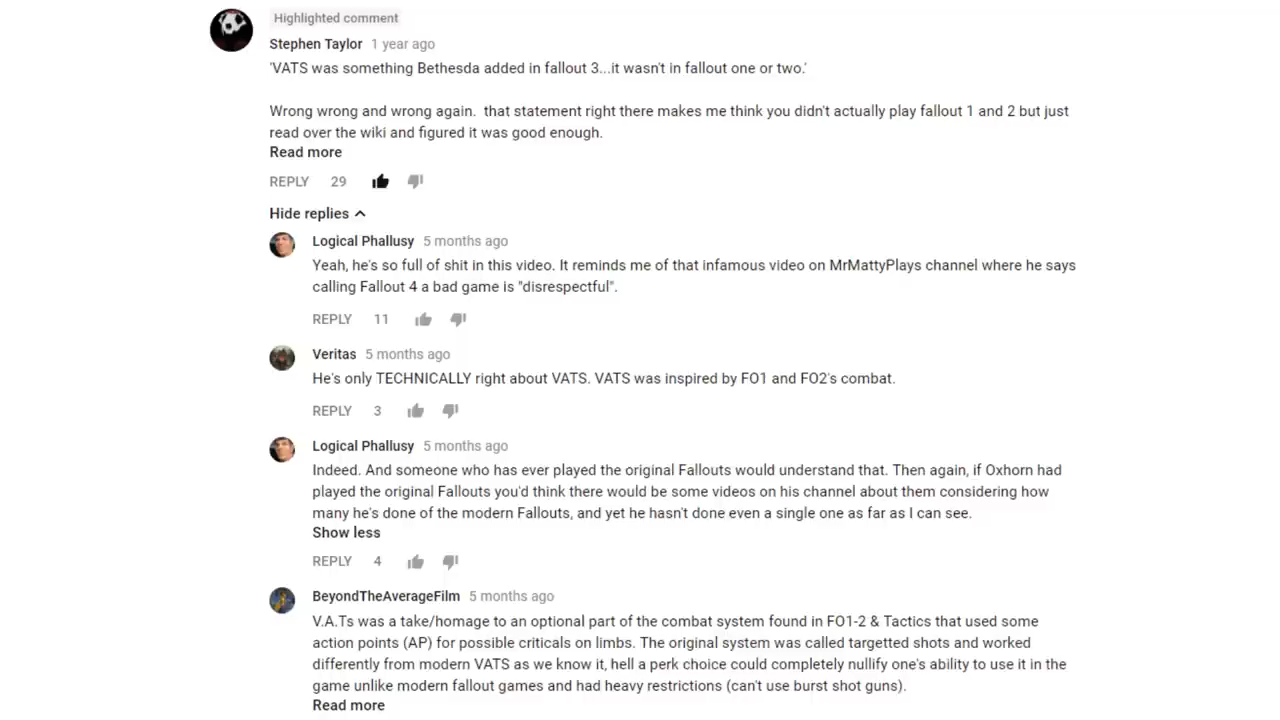 Highlighted comment
Stephen Taylor 1 year ago
'VATS was something Bethesda added in fallout 3...it wasn't in fallout one or two.'
Wrong wrong and wrong again.  that statement right there makes me think you didn't actually play fallout 1 and 2 but just
read over the wiki and figured it was good enough.
Read more
REPLY 29
Hide replies
Logical Phallusy 5 months ago
Yeah, he's so full of shit in this video. It reminds me of that infamous video on MrMattyPlays channel where he says
calling Fallout 4 a bad game is "disrespectful".
REPLY 11
Veritas 5 months ago
He's only TECHNICALLY right about VATS. VATS was inspired by FO1 and FO2's combat.
REPLY 3
Logical Phallusy 5 months ago
Indeed. And someone who has ever played the original Fallouts would understand that. Then again, if Oxhorn had
played the original Fallouts you'd think there would be some videos on his channel about them considering how
many he's done of the modern Fallouts, and yet he hasn't done even a single one as far as I can see.
Show less
REPLY 4
BeyondTheAverageFilm 5 months ago
V.A.Ts was a take/homage to an optional part of the combat system found in FO1-2 & Tactics that used some
action points (AP) for possible criticals on limbs. The original system was called targetted shots and worked
differently from modern VATS as we know it, hell a perk choice could completely nullify one's ability to use it in the
game unlike modern fallout games and had heavy restrictions (can't use burst shot guns).
Read more